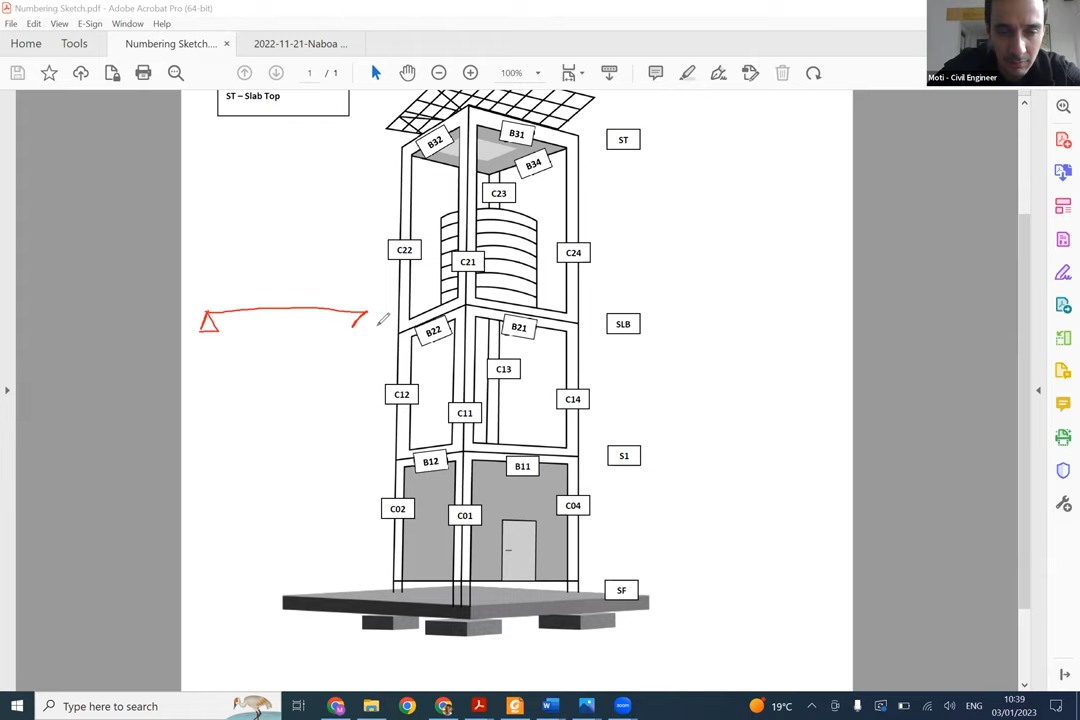 Numbering Sketch.pdf - Adobe Acrobat Pro (64-bit)
File Edit View E-Sign Window Help
Home Tools Numbering Sketch.... × 2022-11-21-Naboa ...
1 / 1 100%
Moti - Civil Engineer
ST – Slab Top
B32
B31
ST
B34
C23
C22
C21
C24
B22
B21
SLB
C13
C12
C14
C11
B12
B11
S1
C02
C01
C04
SF
Type here to search
19°C
ENG
10:39
03/01/2023